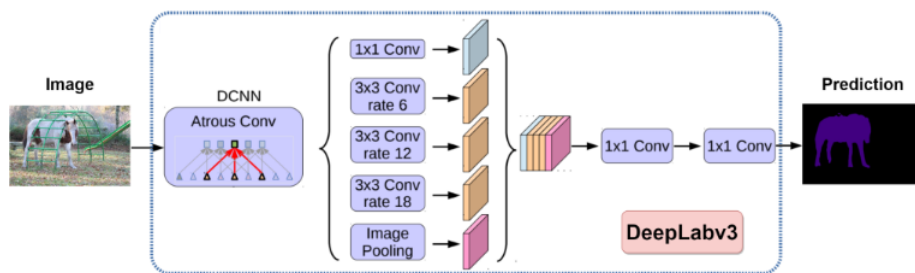 Image
DCNN
Atrous Conv
1x1 Conv
3x3 Conv
rate 6
3x3 Conv
rate 12
3x3 Conv
rate 18
Image
Pooling
1x1 Conv
1x1 Conv
DeepLabv3
Prediction